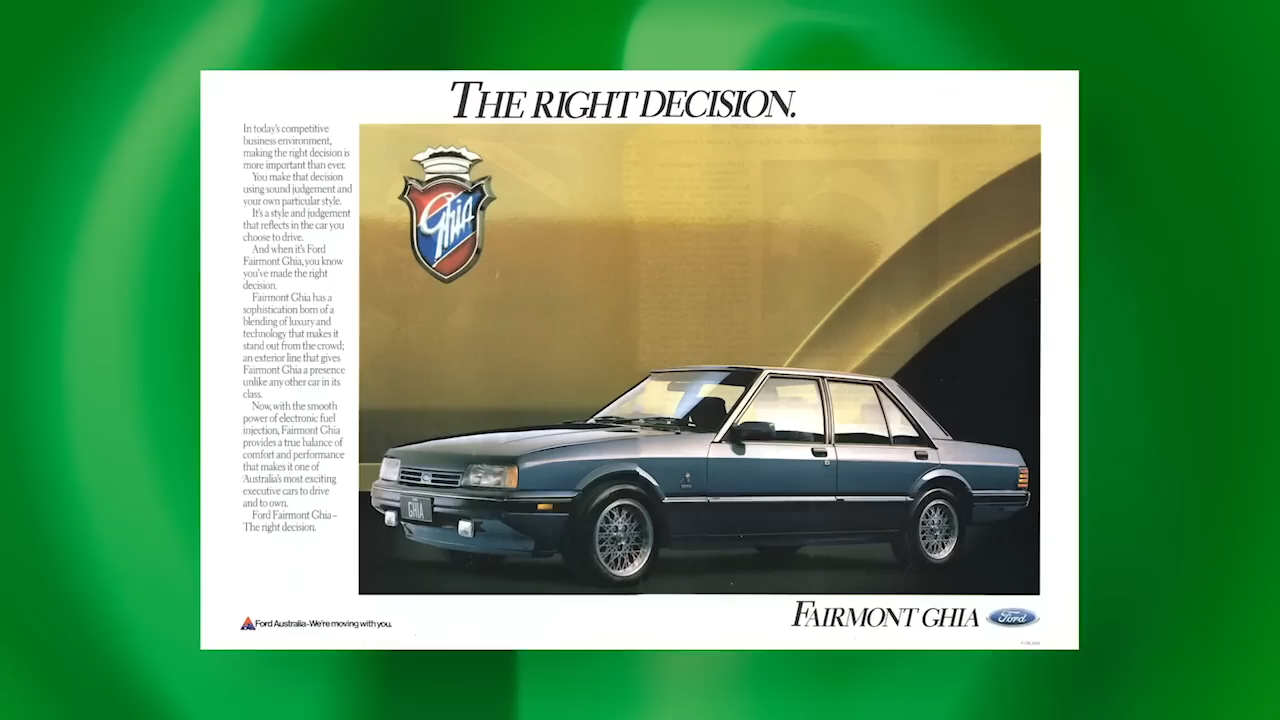 THE RIGHT DECISION.
In today's competitive
business environment,
making the right decision is
more important than ever.
You make that decision
using sound judgement and
your own particular style.
It's a style and judgement
that reflects in the car you
choose to drive.
And when it's Ford
Fairmont Ghia, you know
you've made the right
decision.
Fairmont Ghia has a
sophistication born of a
blending of luxury and
technology that makes it
stand out from the crowd;
an exterior line that gives
Fairmont Ghia a presence
unlike any other car in its
class.
Now, with the smooth
power of electronic fuel
injection, Fairmont Ghia
provides a true balance of
comfort and performance
that makes it one of
Australia's most exciting
executive cars to drive
and to own.
Ford Fairmont Ghia–
The right decision.
Ghia
GHIA
Ford Australia–We're moving with you.
FAIRMONT GHIA Ford